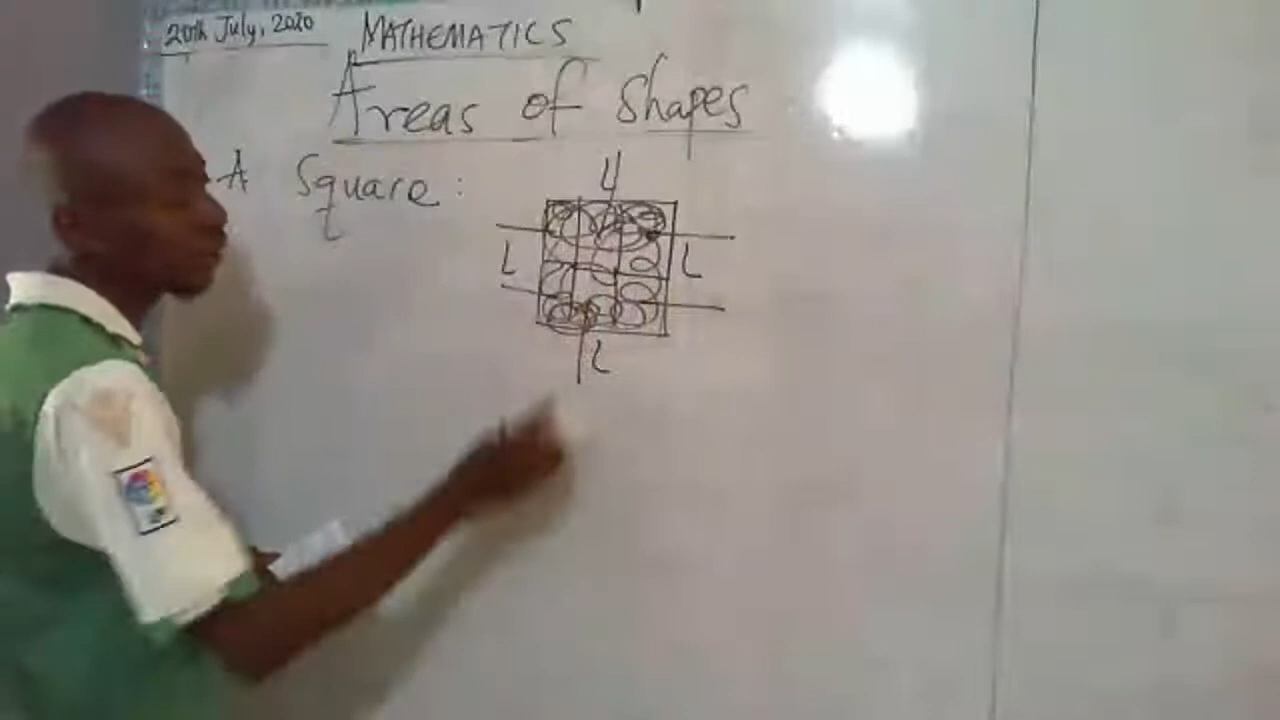 20th July, 2020 MATHEMATICS
Areas of Shapes
A Square:
L
L L
L